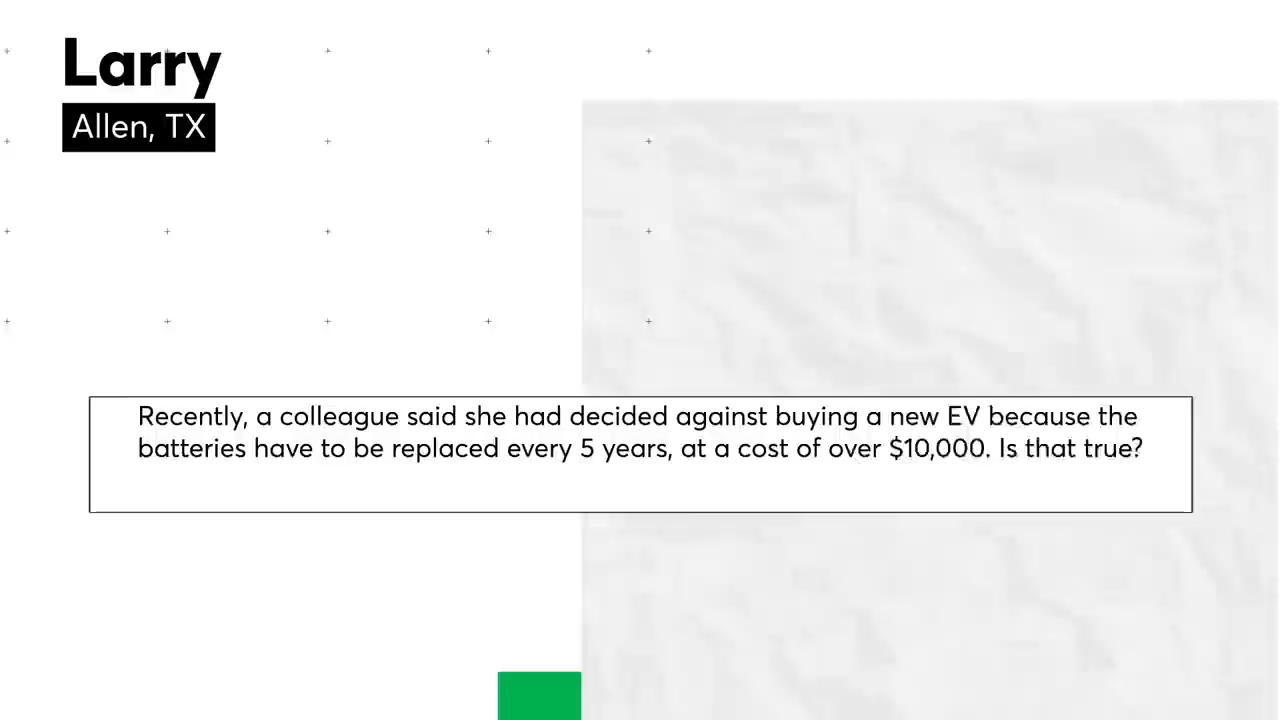 Larry
Allen, TX
Recently, a colleague said she had decided against buying a new EV because the
batteries have to be replaced every 5 years, at a cost of over $10,000. Is that true?